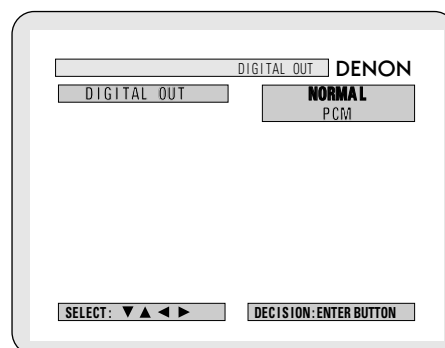 DIGITAL OUT DENON
DIGITAL OUT NORMAL
PCM
SELECT: ▼ ▲ ◄ ► DECISION:ENTER BUTTON